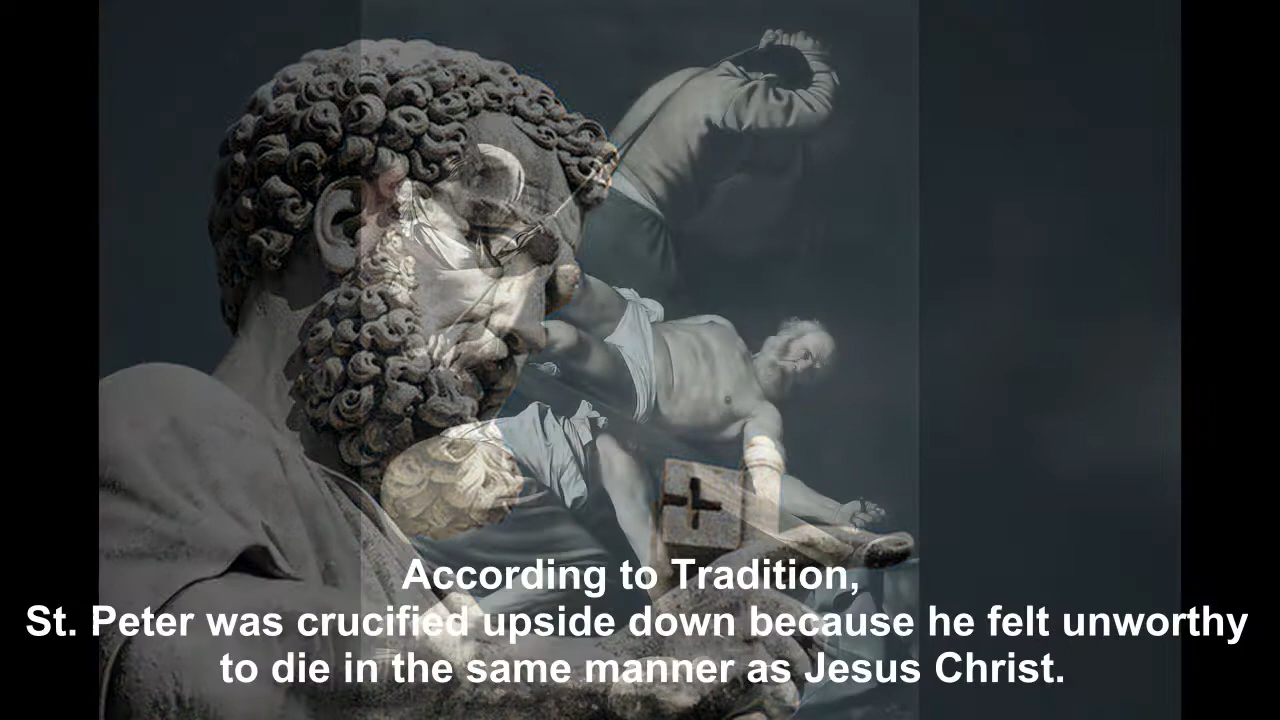 According to Tradition,
St. Peter was crucified upside down because he felt unworthy
to die in the same manner as Jesus Christ.